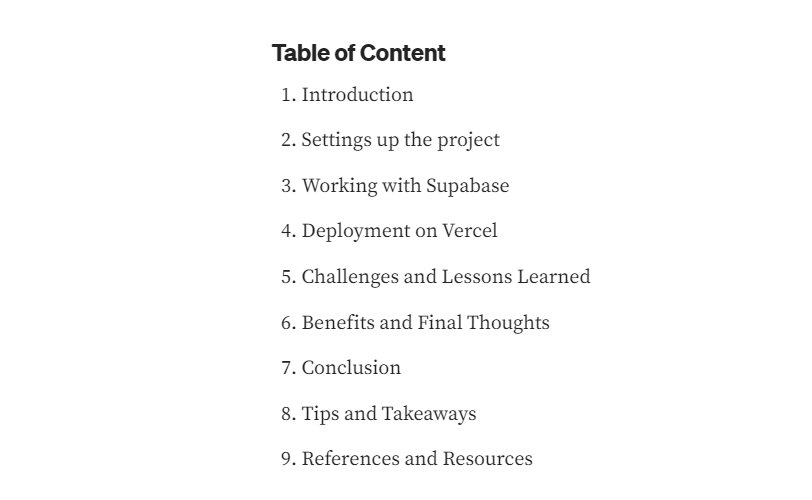 Table of Content
1. Introduction
2. Settings up the project
3. Working with Supabase
4. Deployment on Vercel
5. Challenges and Lessons Learned
6. Benefits and Final Thoughts
7. Conclusion
8. Tips and Takeaways
9. References and Resources